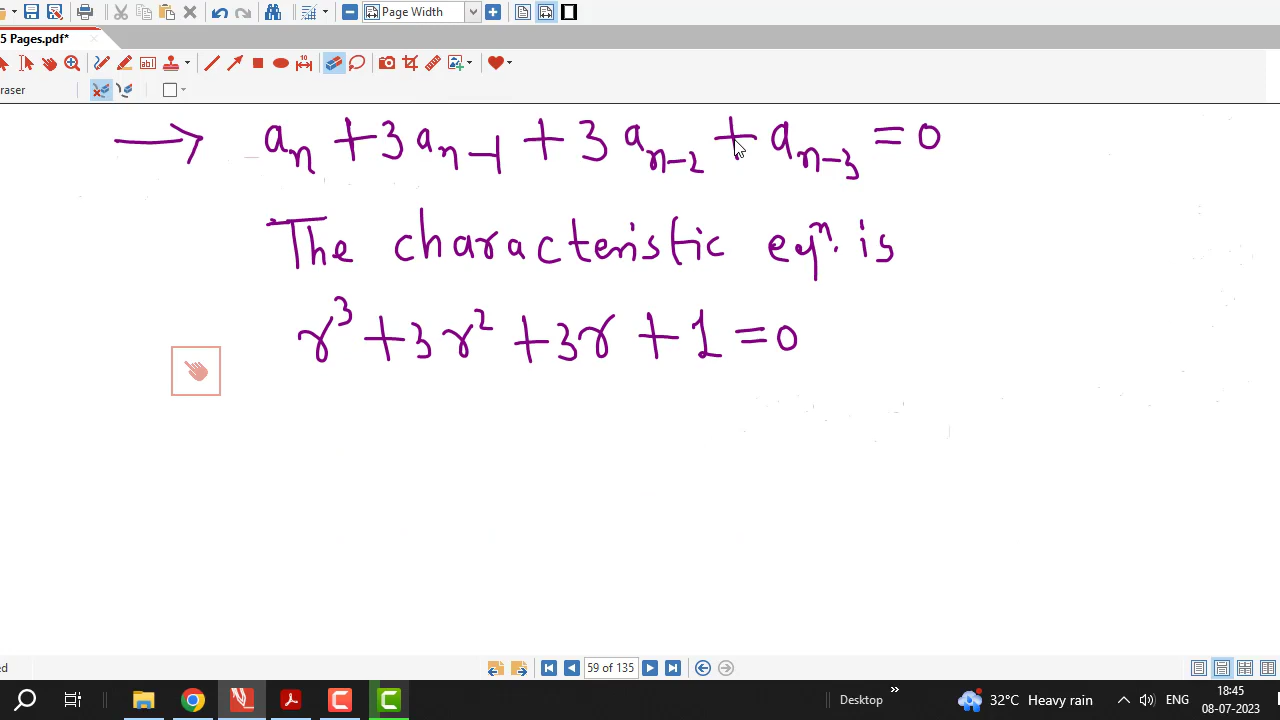 Page Width
5 Pages.pdf*
raser
⟶ aₙ + 3aₙ₋₁ + 3aₙ₋₂ + aₙ₋₃ = 0
The characteristic eqⁿ. is
r³ + 3r² + 3r + 1 = 0
ed
59 of 135
Desktop
»
32°C Heavy rain
ENG
18:45
08-07-2023